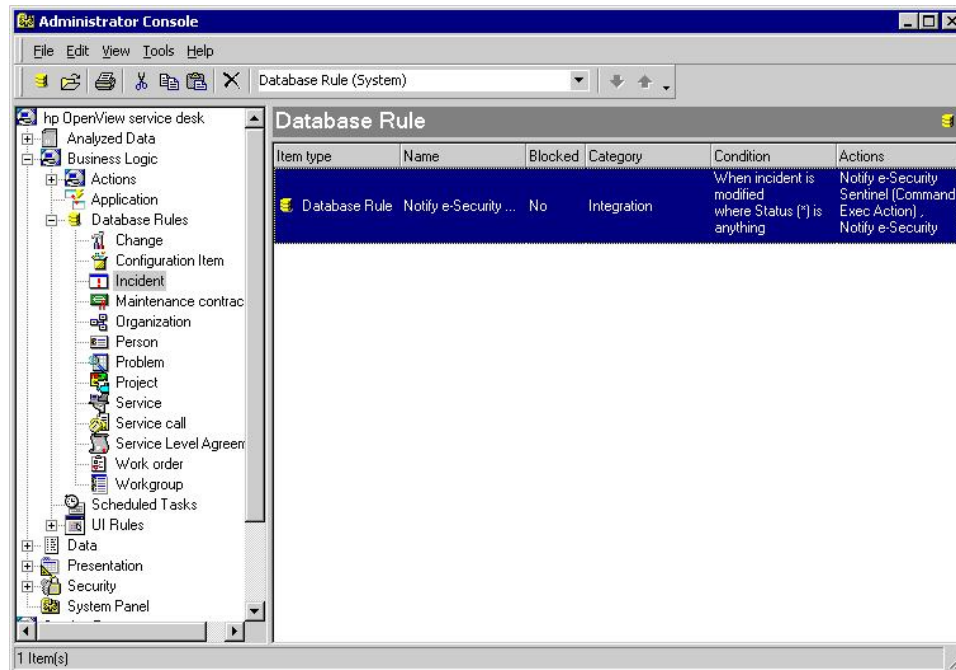 Administrator Console
File Edit View Tools Help
Database Rule (System)
hp OpenView service desk
Analyzed Data
Business Logic
Actions
Application
Database Rules
Change
Configuration Item
Incident
Maintenance contrac
Organization
Person
Problem
Project
Service
Service call
Service Level Agreem
Work order
Workgroup
Scheduled Tasks
UI Rules
Data
Presentation
Security
System Panel
Database Rule
Item type Name Blocked Category Condition Actions
Database Rule Notify e-Security ... No Integration
When incident is
modified
where Status (*) is
anything
Notify e-Security
Sentinel (Command
Exec Action) ,
Notify e-Security
1 Item(s)